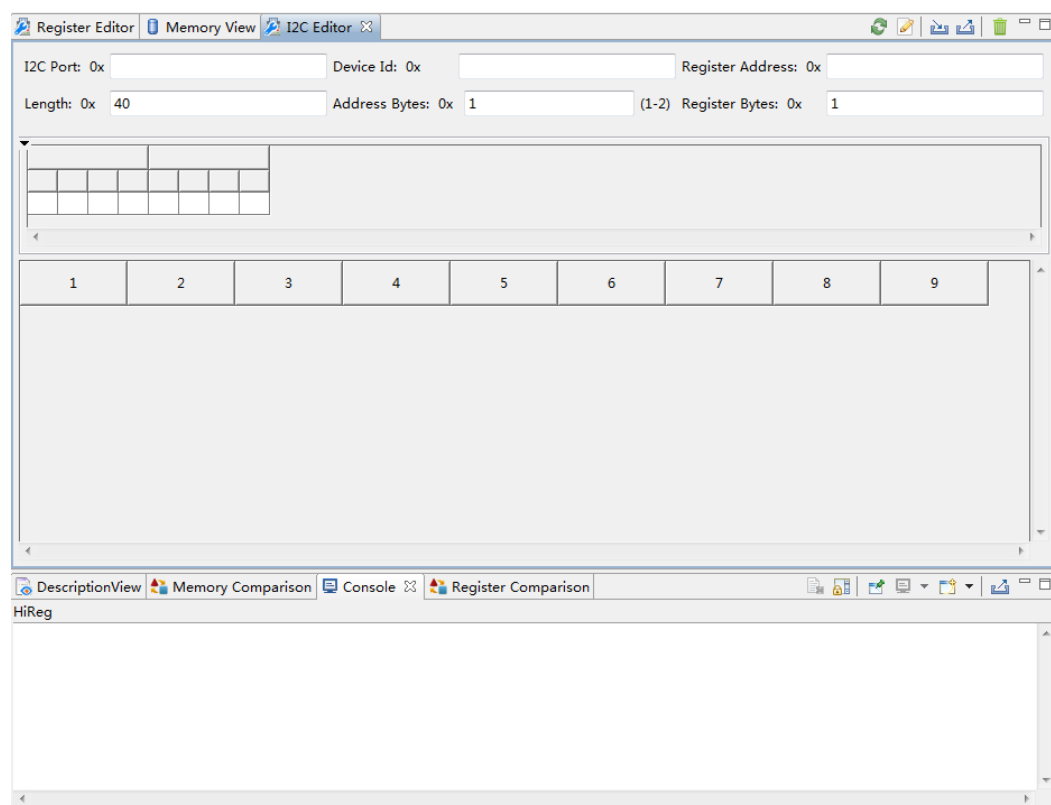 Register Editor Memory View I2C Editor
I2C Port: 0x Device Id: 0x Register Address: 0x
Length: 0x 40 Address Bytes: 0x 1 (1-2) Register Bytes: 0x 1
1 2 3 4 5 6 7 8 9
DescriptionView Memory Comparison Console Register Comparison
HiReg